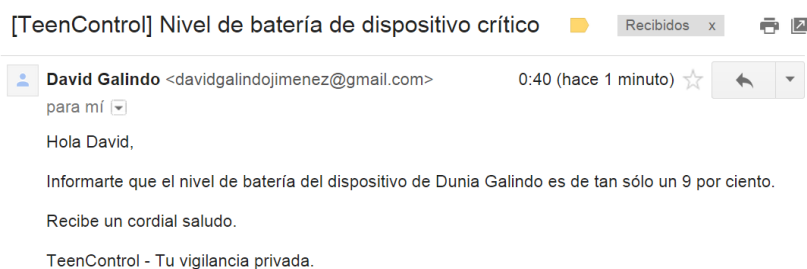 [TeenControl] Nivel de batería de dispositivo crítico Recibidos x
David Galindo <davidgalindojimenez@gmail.com> 0:40 (hace 1 minuto)
para mí
Hola David,
Informarte que el nivel de batería del dispositivo de Dunia Galindo es de tan sólo un 9 por ciento.
Recibe un cordial saludo.
TeenControl - Tu vigilancia privada.